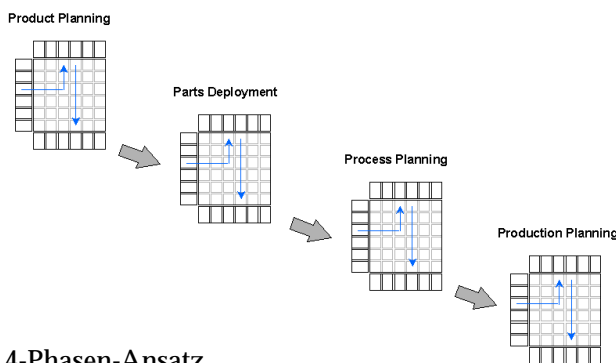 Product Planning
Parts Deployment
Process Planning
Production Planning
4-Phasen-Ansatz